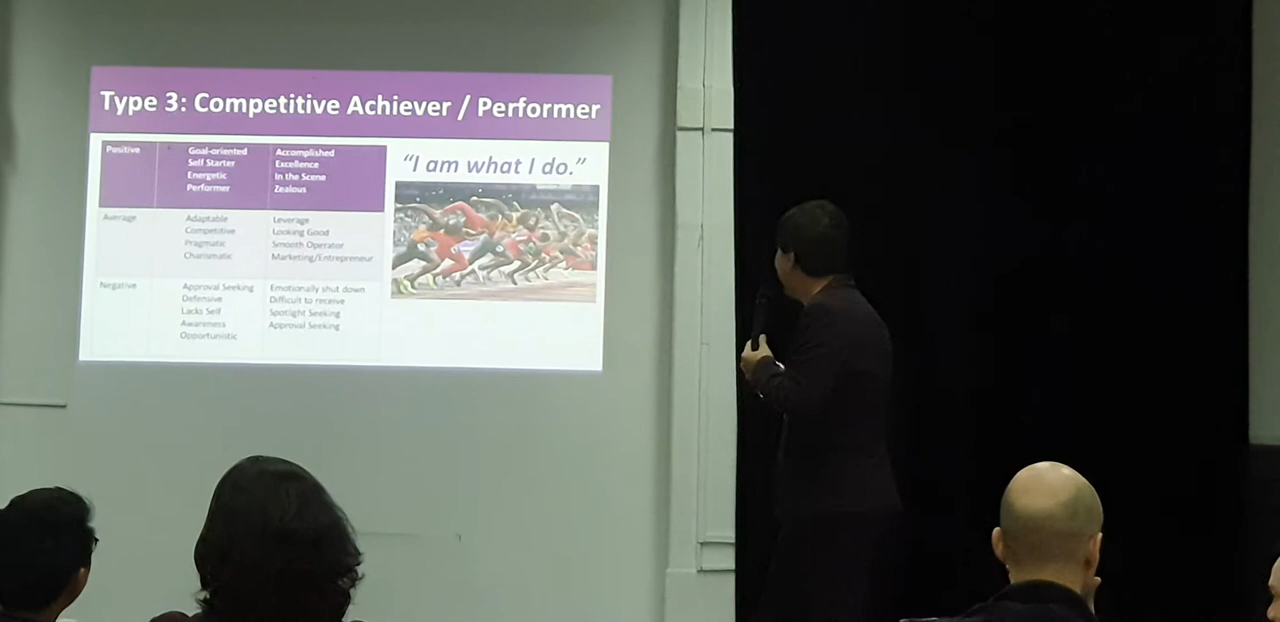 Type 3: Competitive Achiever / Performer
"I am what I do."
Positive
Goal-oriented
Self Starter
Energetic
Performer
Accomplished
Excellence
In the Scene
Zealous
Average
Adaptable
Competitive
Pragmatic
Charismatic
Leverage
Looking Good
Smooth Operator
Marketing/Entrepreneur
Negative
Approval Seeking
Defensive
Lacks Self
Awareness
Opportunistic
Emotionally shut down
Difficult to receive
Spotlight Seeking
Approval Seeking